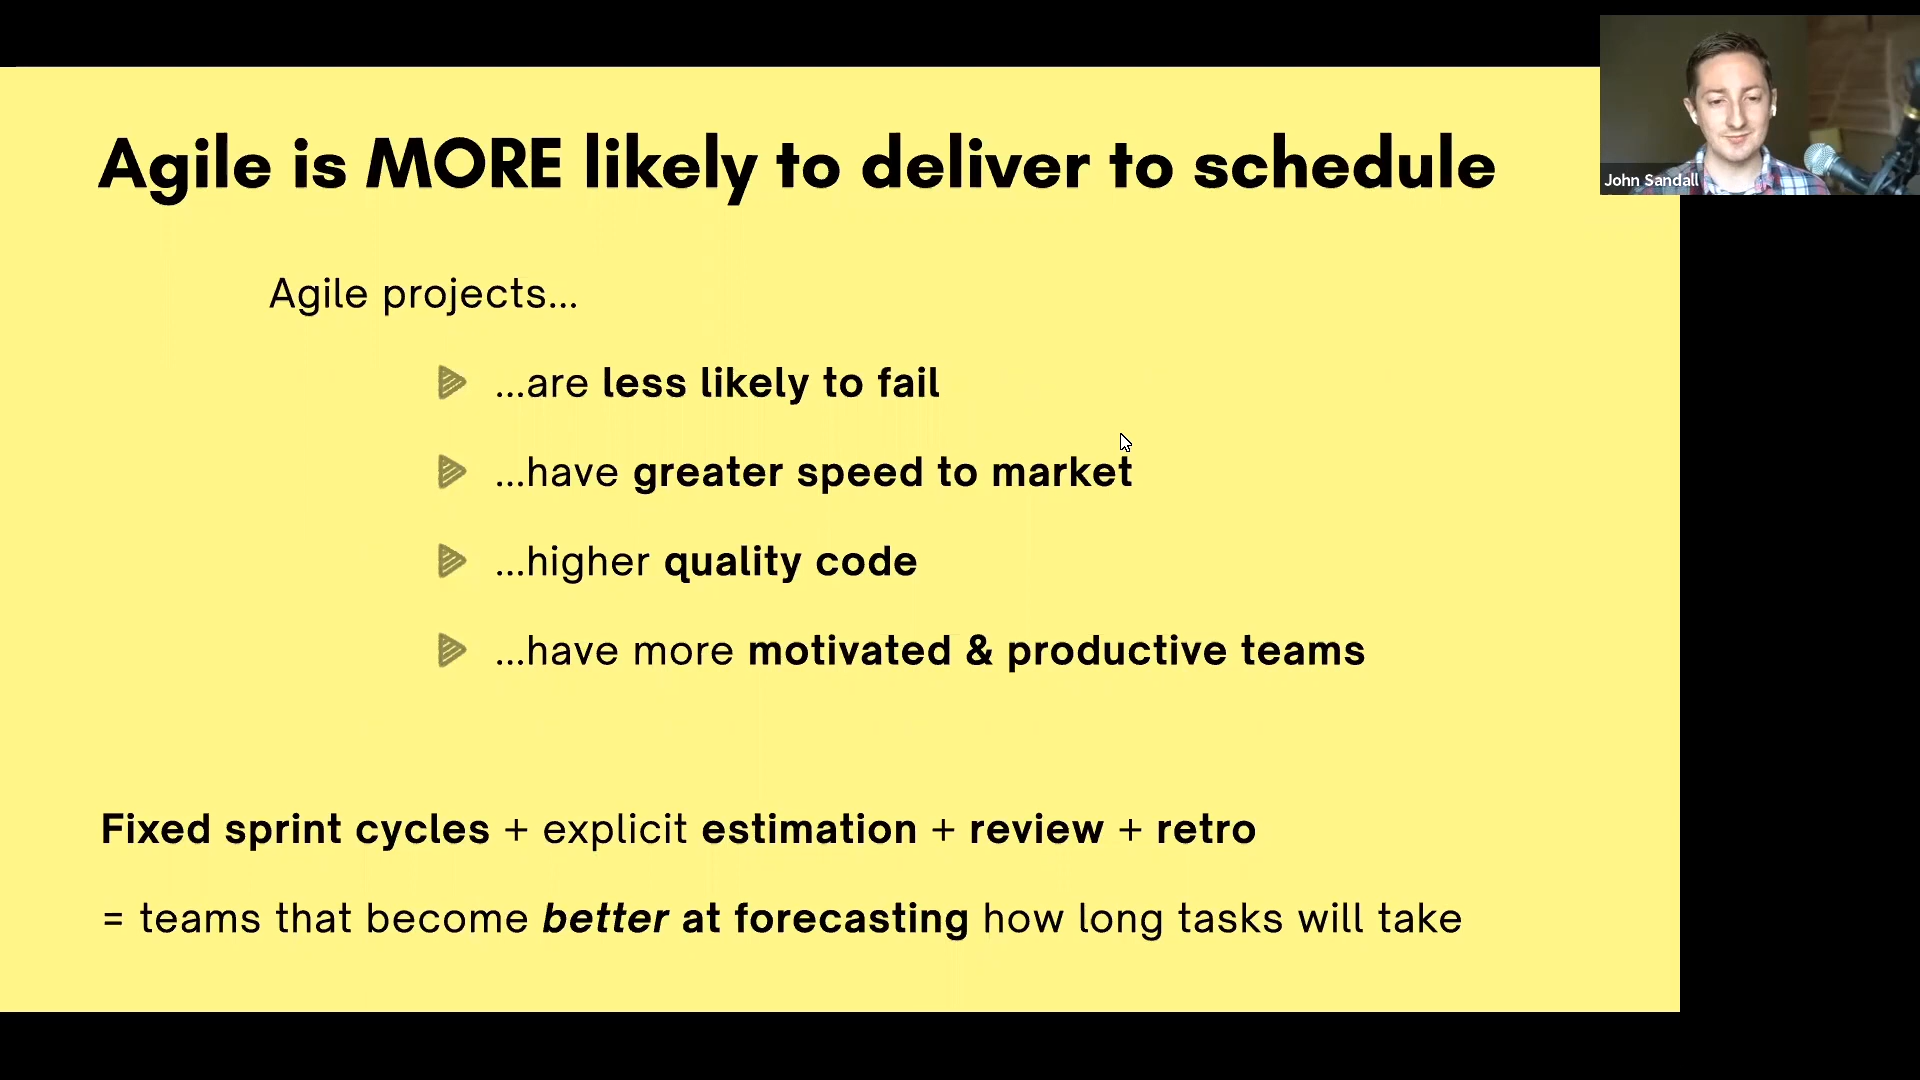 Agile is MORE likely to deliver to schedule
John Sandall
Agile projects...
...are less likely to fail
...have greater speed to market
...higher quality code
...have more motivated & productive teams
Fixed sprint cycles + explicit estimation + review + retro
= teams that become better at forecasting how long tasks will take